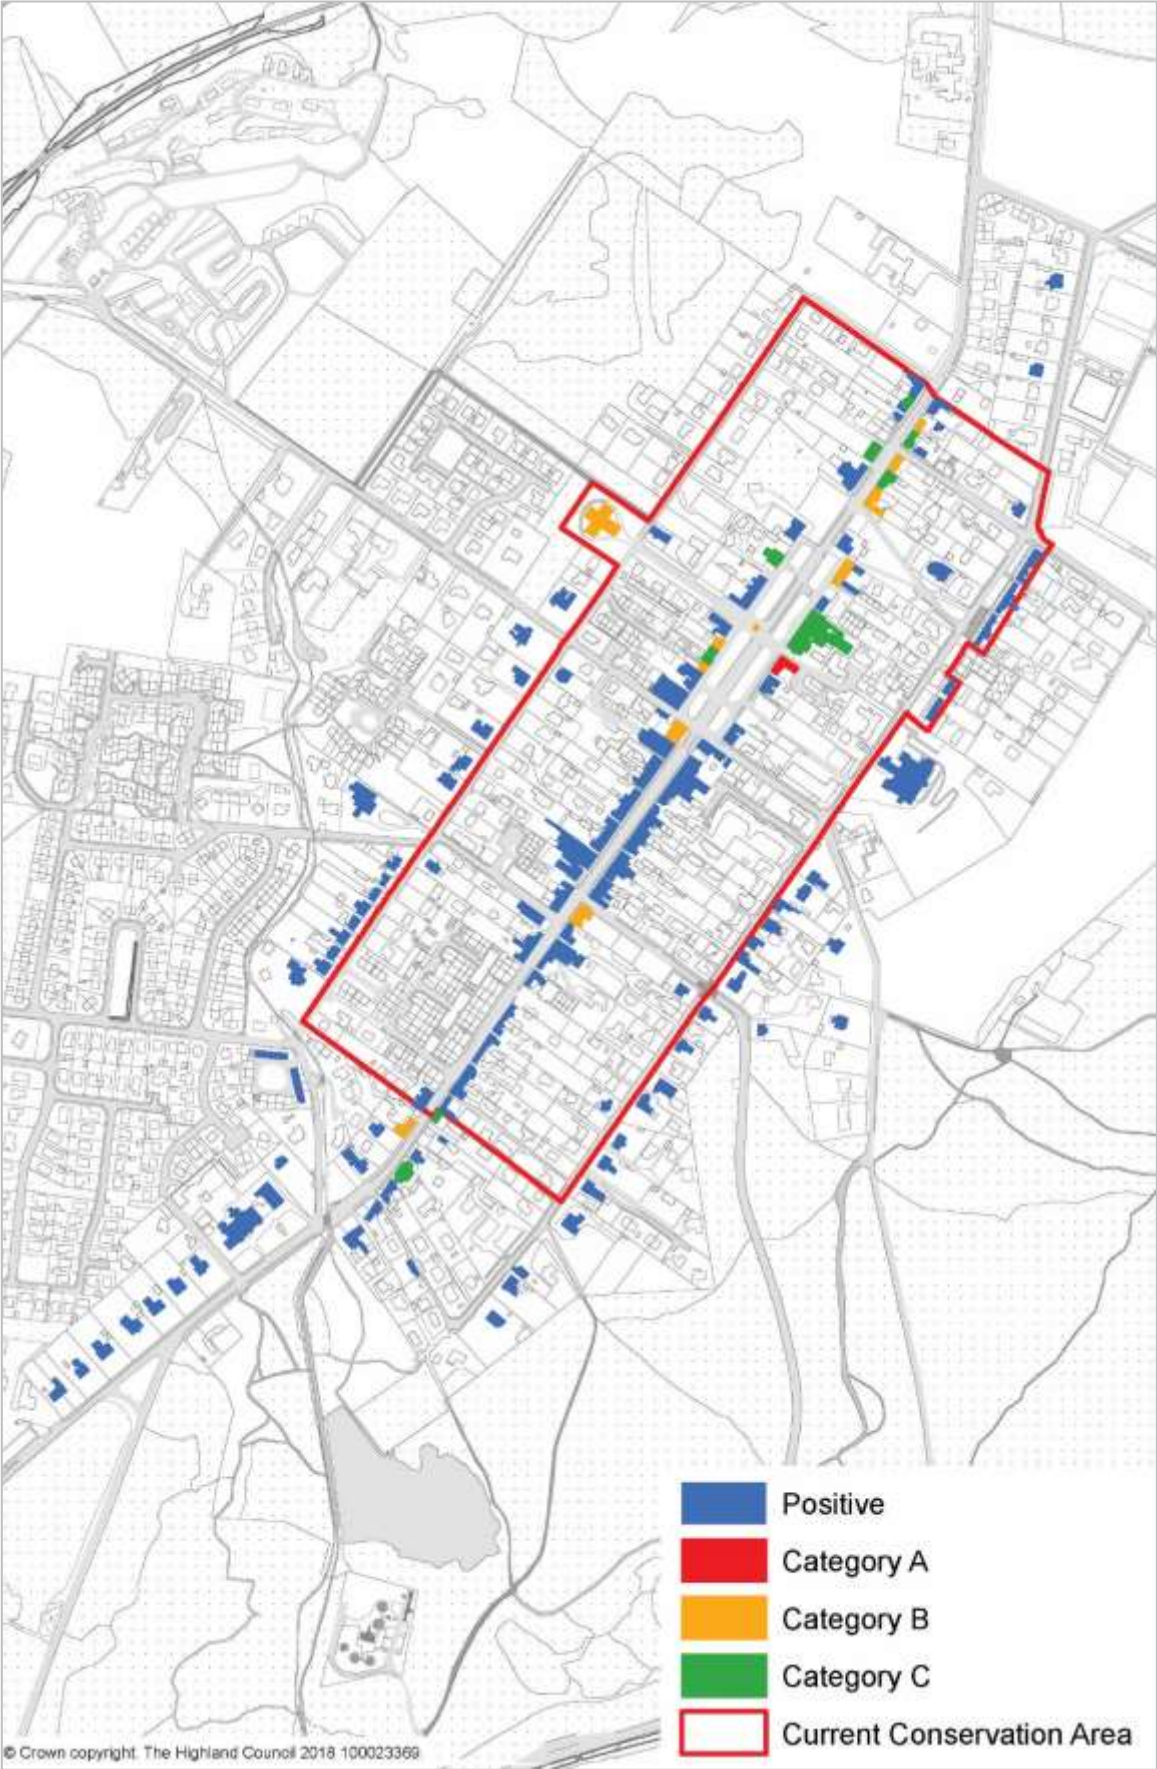 Positive
Category A
Category B
Category C
Current Conservation Area
© Crown copyright. The Highland Council 2018 100023369